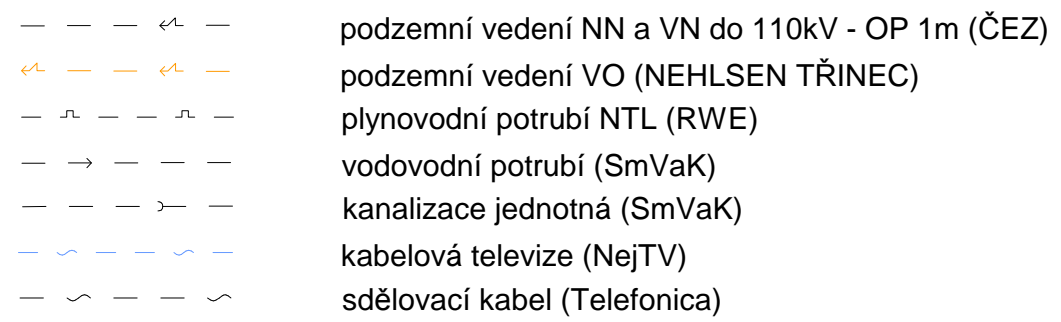 podzemní vedení NN a VN do 110kV - OP 1m (ČEZ)
podzemní vedení VO (NEHLSEN TŘINEC)
plynovodní potrubí NTL (RWE)
vodovodní potrubí (SmVaK)
kanalizace jednotná (SmVaK)
kabelová televize (NejTV)
sdělovací kabel (Telefonica)